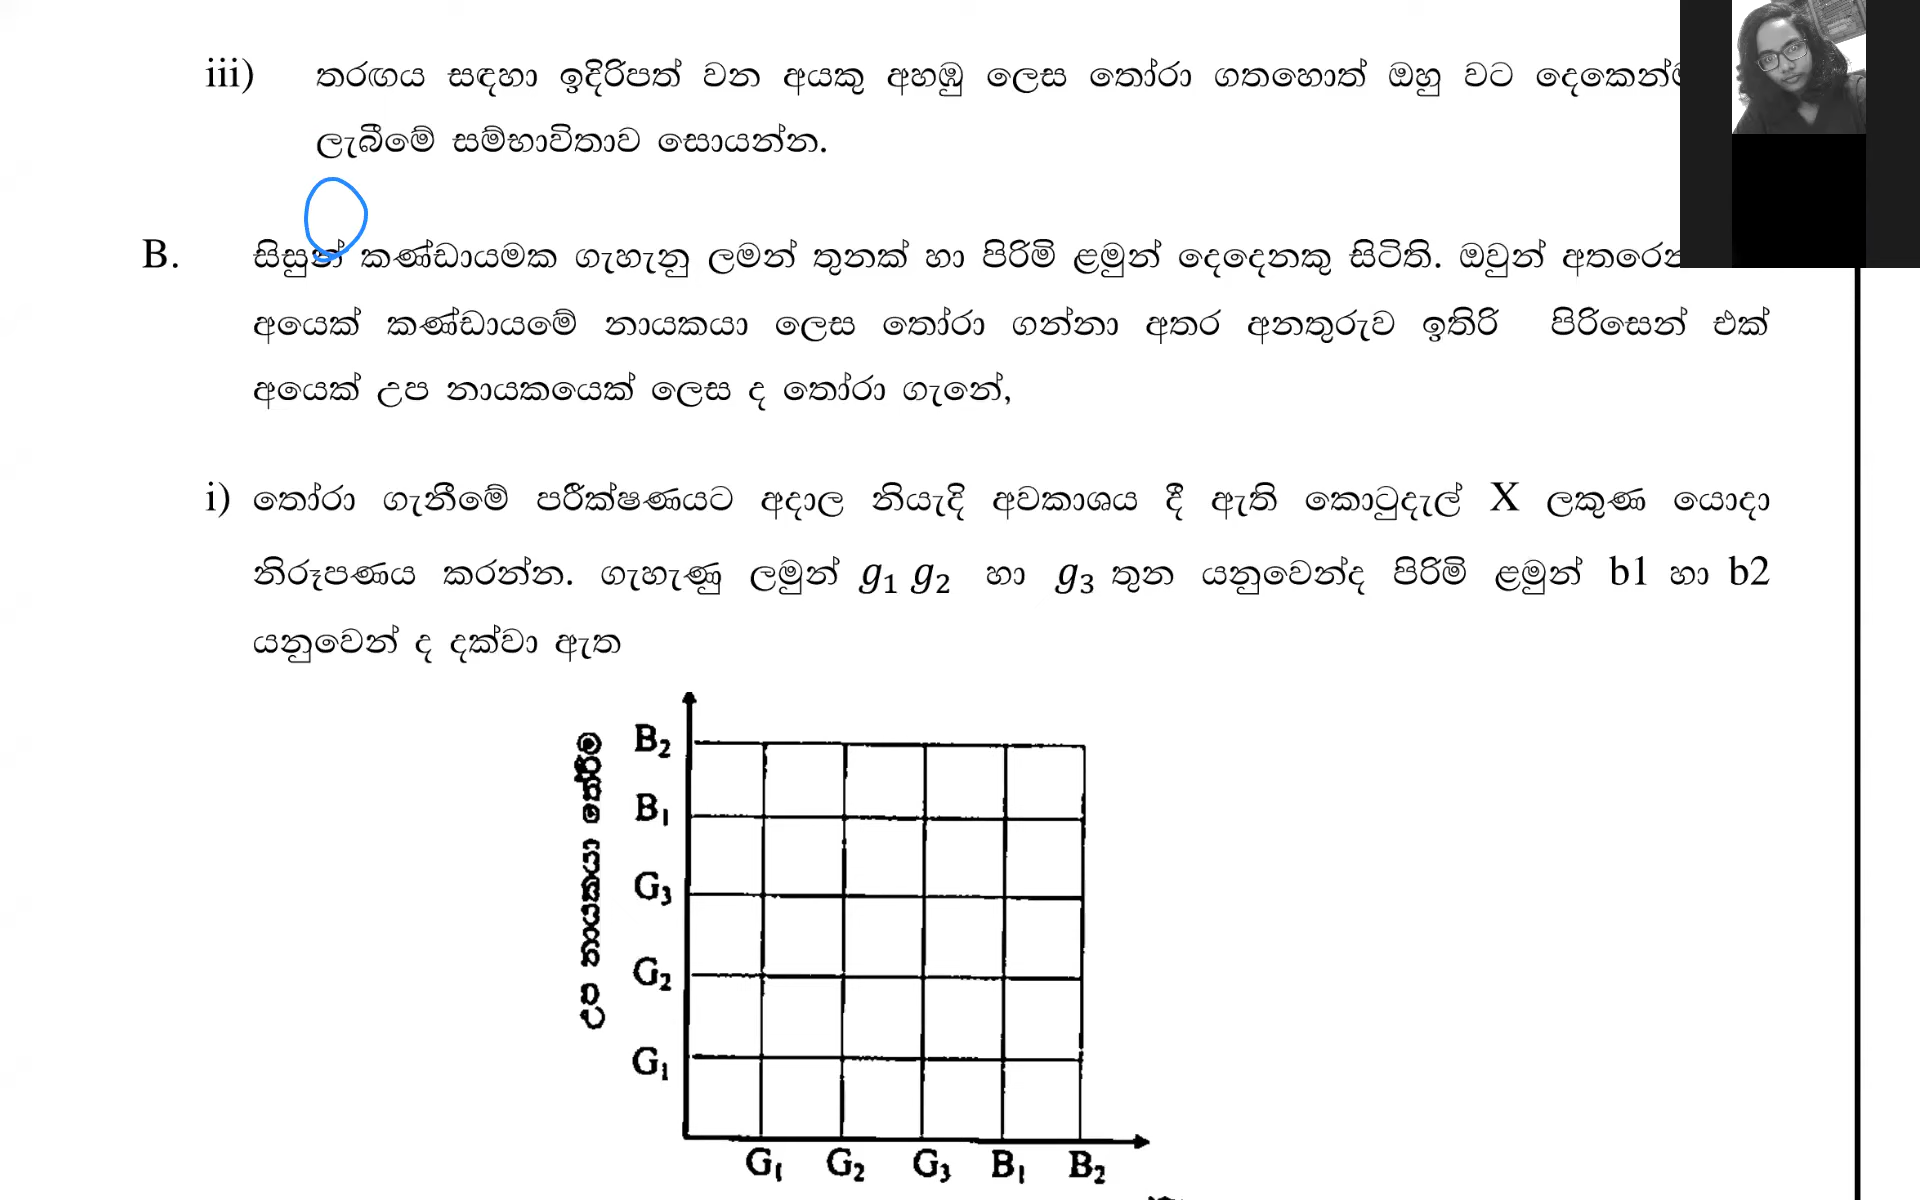 iii) තරඟය සඳහා ඉදිරිපත් වන අයකු අහඹු ලෙස තෝරා ගතහොත් ඔහු වට
ලැබීමේ සම්භාවිතාව සොයන්න.
B. සිසුන් කණ්ඩායමක ගැහැනු ලමන් තුනක් හා පිරිමි ළමුන් දෙදෙනකු සිටිති. ඔවුන්
අයෙක් කණ්ඩායමේ නායකයා ලෙස තෝරා ගන්නා අතර අනතුරුව ඉතිරි පිරිසෙන් එක්
අයෙක් උප නායකයෙක් ලෙස ද තෝරා ගැනේ,
i) තෝරා ගැනීමේ පරීක්ෂණයට අදාල නියැදි අවකාශය දී ඇති කොටුදැල් X ලකුණ යොදා
නිරූපණය කරන්න. ගැහැණු ලමුන් g₁ g₂ හා g₃ තුන යනුවෙන්ද පිරිමි ළමුන් b1 හා b2
යනුවෙන් ද දක්වා ඇත
උප නායකයා තේරීම
B₂
B₁
G₃
G₂
G₁
G₁ G₂ G₃ B₁ B₂